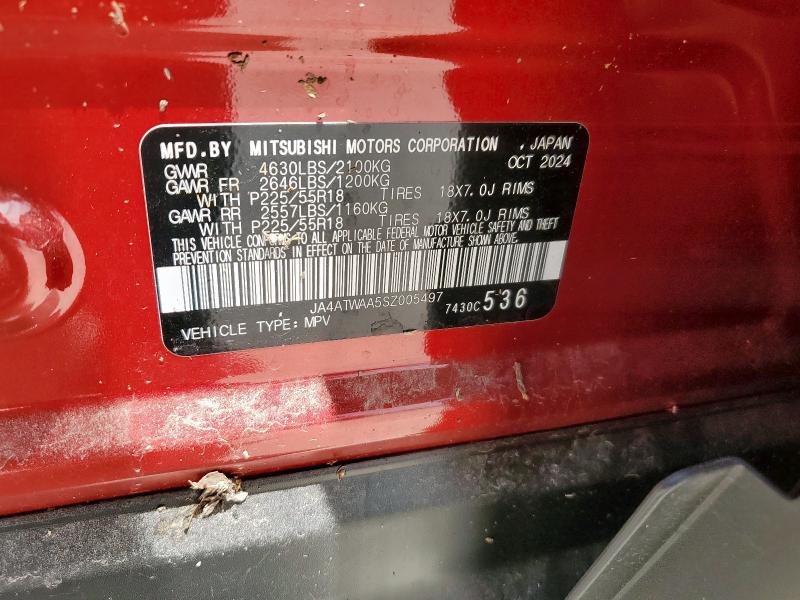 MFD.BY MITSUBISHI MOTORS CORPORATION , JAPAN
GVWR 4630LBS/2100KG OCT 2024
GAWR FR 2646LBS/1200KG
WITH P225/55R18 TIRES 18X7.0J RIMS
GAWR RR 2557LBS/1160KG
WITH P225/55R18 TIRES 18X7.0J RIMS
THIS VEHICLE CONFORMS TO ALL APPLICABLE FEDERAL MOTOR VEHICLE SAFETY AND THEFT
PREVENTION STANDARDS IN EFFECT ON THE DATE OF MANUFACTURE SHOWN ABOVE.
JA4ATWAA5SZ005497
7430C 536
VEHICLE TYPE: MPV